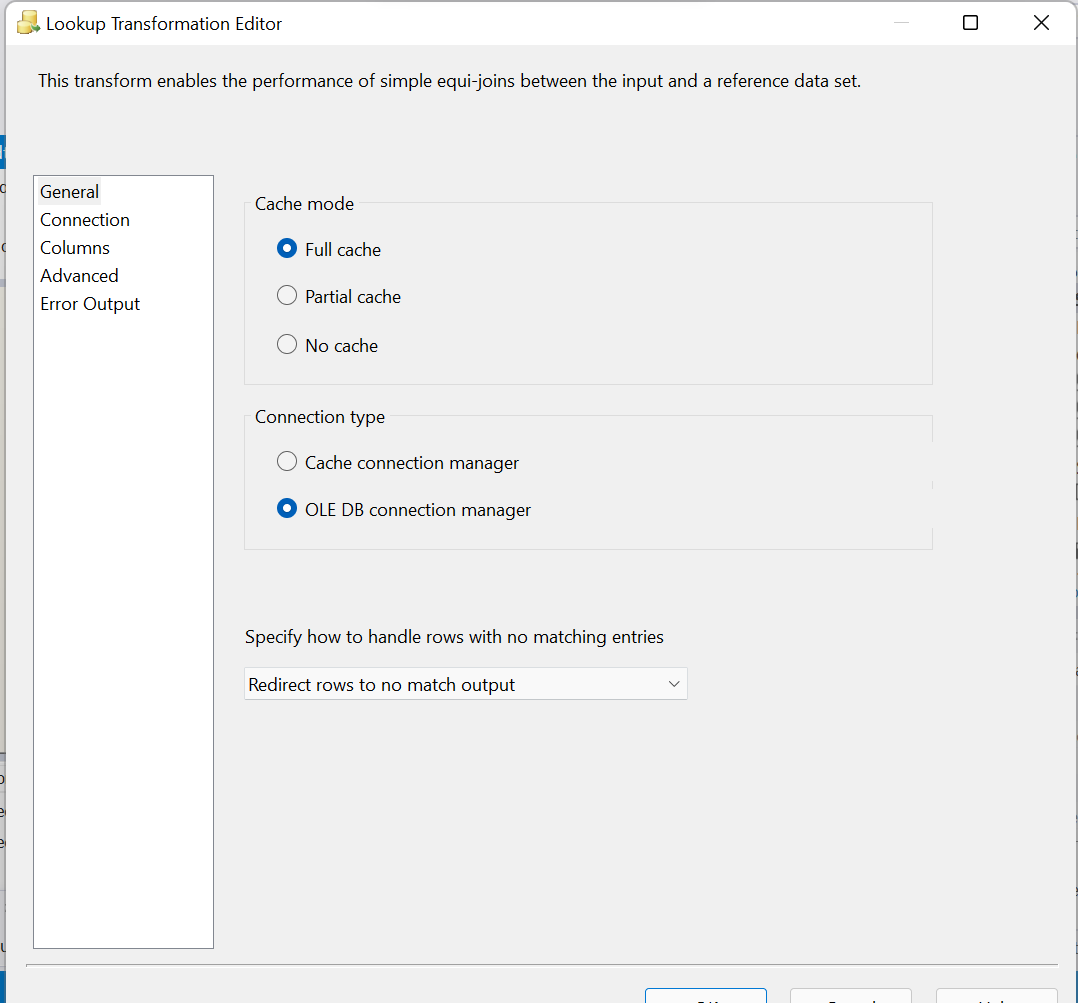 Lookup Transformation Editor
This transform enables the performance of simple equi-joins between the input and a reference data set.
General
Connection
Columns
Advanced
Error Output
Cache mode
Full cache
Partial cache
No cache
Connection type
Cache connection manager
OLE DB connection manager
Specify how to handle rows with no matching entries
Redirect rows to no match output